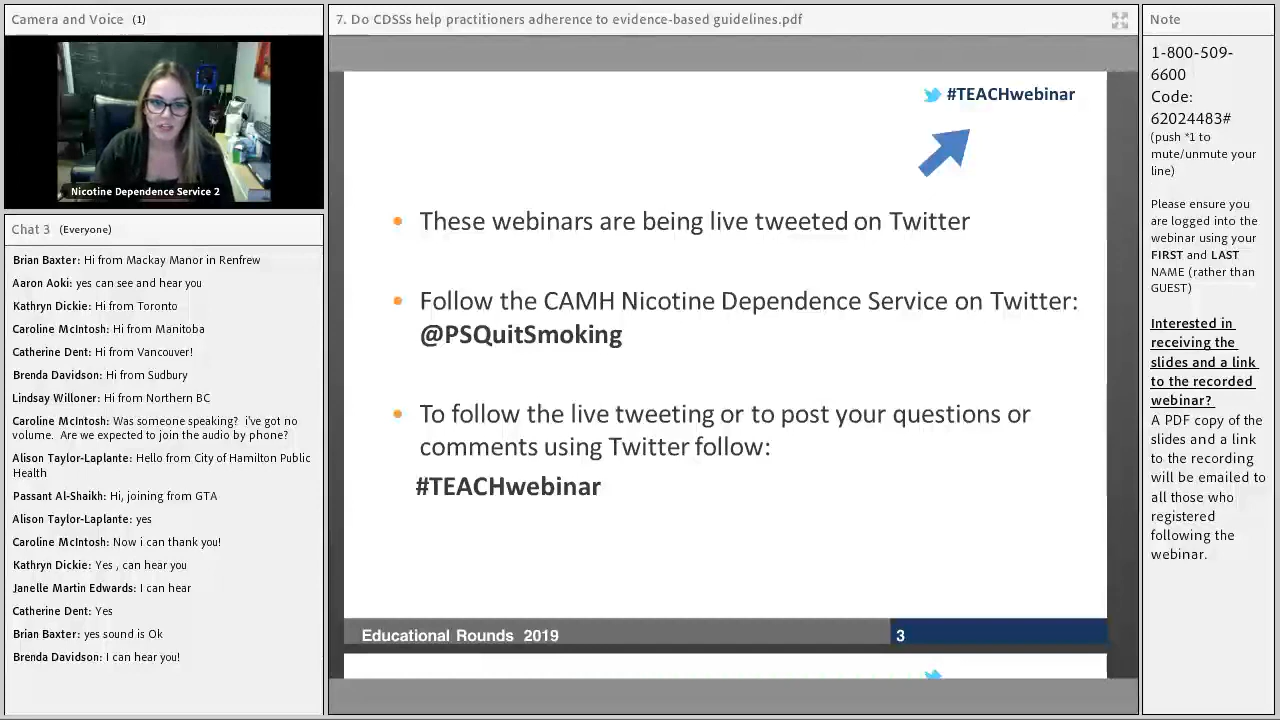 Camera and Voice (1)
Nicotine Dependence Service 2
Chat 3 (Everyone)
Brian Baxter: Hi from Mackay Manor in Renfrew
Aaron Aoki: yes can see and hear you
Kathryn Dickie: Hi from Toronto
Caroline McIntosh: Hi from Manitoba
Catherine Dent: Hi from Vancouver!
Brenda Davidson: Hi from Sudbury
Lindsay Willoner: Hi from Northern BC
Caroline McIntosh: Was someone speaking? i've got no
volume. Are we expected to join the audio by phone?
Alison Taylor-Laplante: Hello from City of Hamilton Public
Health
Passant Al-Shaikh: Hi, joining from GTA
Alison Taylor-Laplante: yes
Caroline McIntosh: Now i can thank you!
Kathryn Dickie: Yes , can hear you
Janelle Martin Edwards: I can hear
Catherine Dent: Yes
Brian Baxter: yes sound is Ok
Brenda Davidson: I can hear you!
7. Do CDSSs help practitioners adherence to evidence-based guidelines.pdf
#TEACHwebinar
• These webinars are being live tweeted on Twitter
• Follow the CAMH Nicotine Dependence Service on Twitter:
@PSQuitSmoking
• To follow the live tweeting or to post your questions or
comments using Twitter follow:
#TEACHwebinar
Educational Rounds 2019
3
Note
1-800-509-
6600
Code:
62024483#
(push *1 to
mute/unmute your
line)
Please ensure you
are logged into the
webinar using your
FIRST and LAST
NAME (rather than
GUEST)
Interested in
receiving the
slides and a link
to the recorded
webinar?
A PDF copy of the
slides and a link
to the recording
will be emailed to
all those who
registered
following the
webinar.